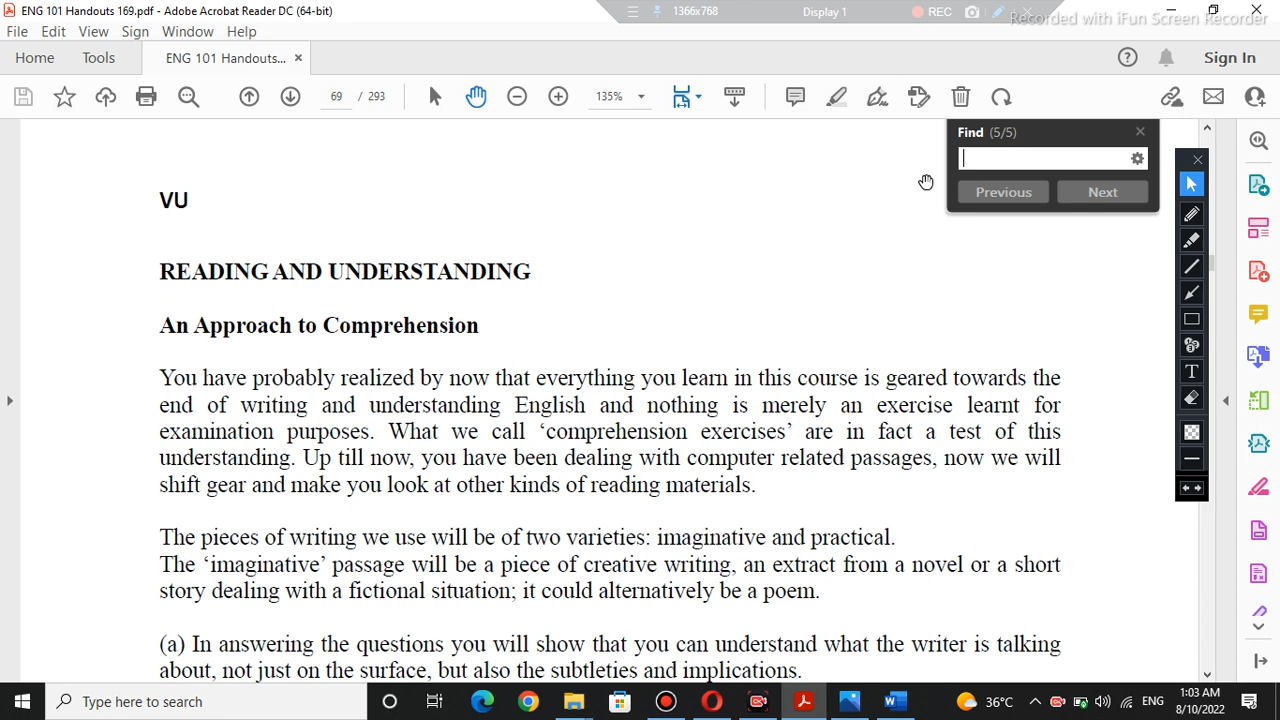 ENG 101 Handouts 169.pdf - Adobe Acrobat Reader DC (64-bit)
1366x768 Display 1 REC
Recorded with iFun Screen Recorder
File Edit View Sign Window Help
Home Tools ENG 101 Handouts... × Sign In
69 / 293 135%
Find (5/5)
Previous Next
VU
READING AND UNDERSTANDING
An Approach to Comprehension
You have probably realized by now that everything you learn in this course is geared towards the
end of writing and understanding English and nothing is merely an exercise learnt for
examination purposes. What we call ‘comprehension exercises’ are in fact a test of this
understanding. Up till now, you have been dealing with computer related passages, now we will
shift gear and make you look at other kinds of reading materials.
The pieces of writing we use will be of two varieties: imaginative and practical.
The ‘imaginative’ passage will be a piece of creative writing, an extract from a novel or a short
story dealing with a fictional situation; it could alternatively be a poem.
(a) In answering the questions you will show that you can understand what the writer is talking
about, not just on the surface, but also the subtleties and implications.
Type here to search
36°C ENG 1:03 AM
8/10/2022